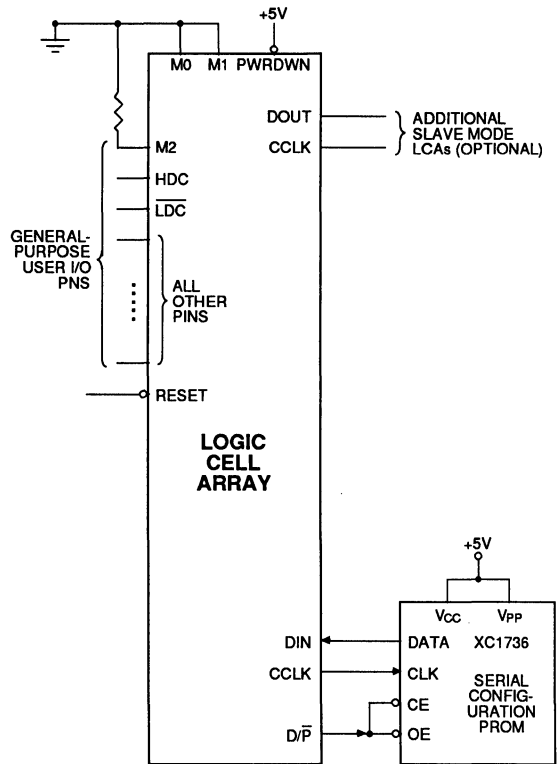 +5V
M0 M1 PWRDWN
DOUT
CCLK
ADDITIONAL
SLAVE MODE
LCAs (OPTIONAL)
M2
HDC
LDC
GENERAL-
PURPOSE
USER I/O
PNS
ALL
OTHER
PINS
RESET
LOGIC
CELL
ARRAY
+5V
VCC VPP
DIN
DATA XC1736
CCLK
CLK
SERIAL
CONFIG-
URATION
PROM
CE
D/P
OE